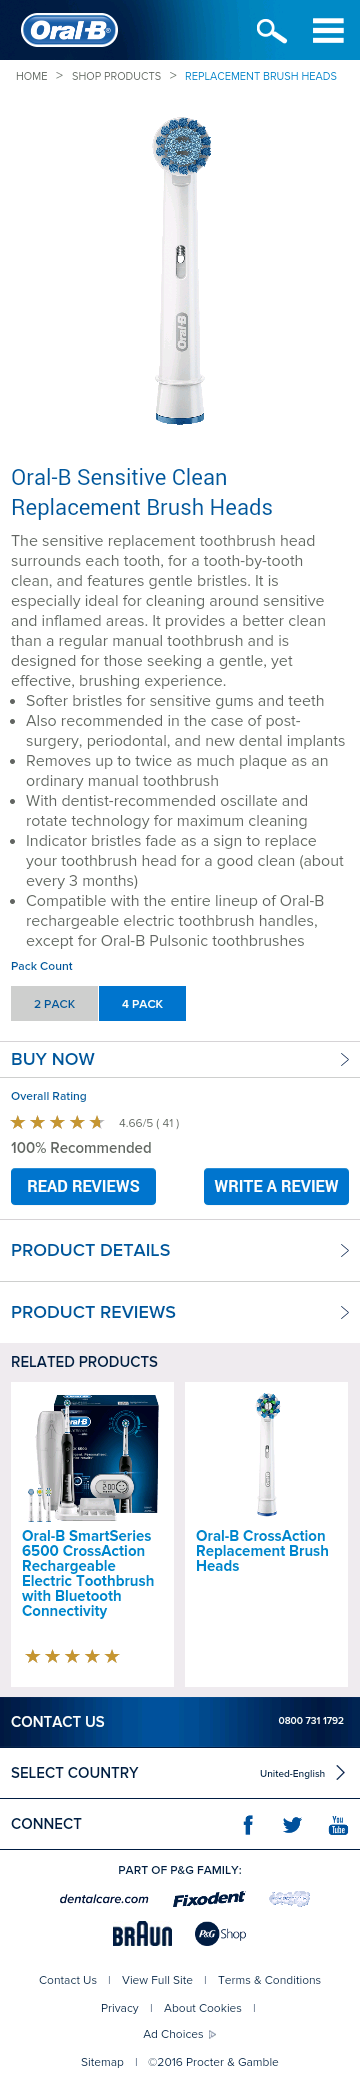 Oral-B
HOME > SHOP PRODUCTS > REPLACEMENT BRUSH HEADS
Oral-B
Oral-B Sensitive Clean
Replacement Brush Heads
The sensitive replacement toothbrush head
surrounds each tooth, for a tooth-by-tooth
clean, and features gentle bristles. It is
especially ideal for cleaning around sensitive
and inflamed areas. It provides a better clean
than a regular manual toothbrush and is
designed for those seeking a gentle, yet
effective, brushing experience.
• Softer bristles for sensitive gums and teeth
• Also recommended in the case of post-
surgery, periodontal, and new dental implants
• Removes up to twice as much plaque as an
ordinary manual toothbrush
• With dentist-recommended oscillate and
rotate technology for maximum cleaning
• Indicator bristles fade as a sign to replace
your toothbrush head for a good clean (about
every 3 months)
• Compatible with the entire lineup of Oral-B
rechargeable electric toothbrush handles,
except for Oral-B Pulsonic toothbrushes
Pack Count
2 PACK 4 PACK
BUY NOW
Overall Rating
4.66/5 ( 41 )
100% Recommended
READ REVIEWS WRITE A REVIEW
PRODUCT DETAILS
PRODUCT REVIEWS
RELATED PRODUCTS
Oral-B
Oral-B SmartSeries
6500 CrossAction
Rechargeable
Electric Toothbrush
with Bluetooth
Connectivity
Oral-B CrossAction
Replacement Brush
Heads
CONTACT US 0800 731 1792
SELECT COUNTRY United-English
CONNECT
You Tube
PART OF P&G FAMILY:
dentalcare.com Fixodent
BRAUN P&G Shop
Contact Us | View Full Site | Terms & Conditions
Privacy | About Cookies |
Ad Choices
Sitemap | ©2016 Procter & Gamble